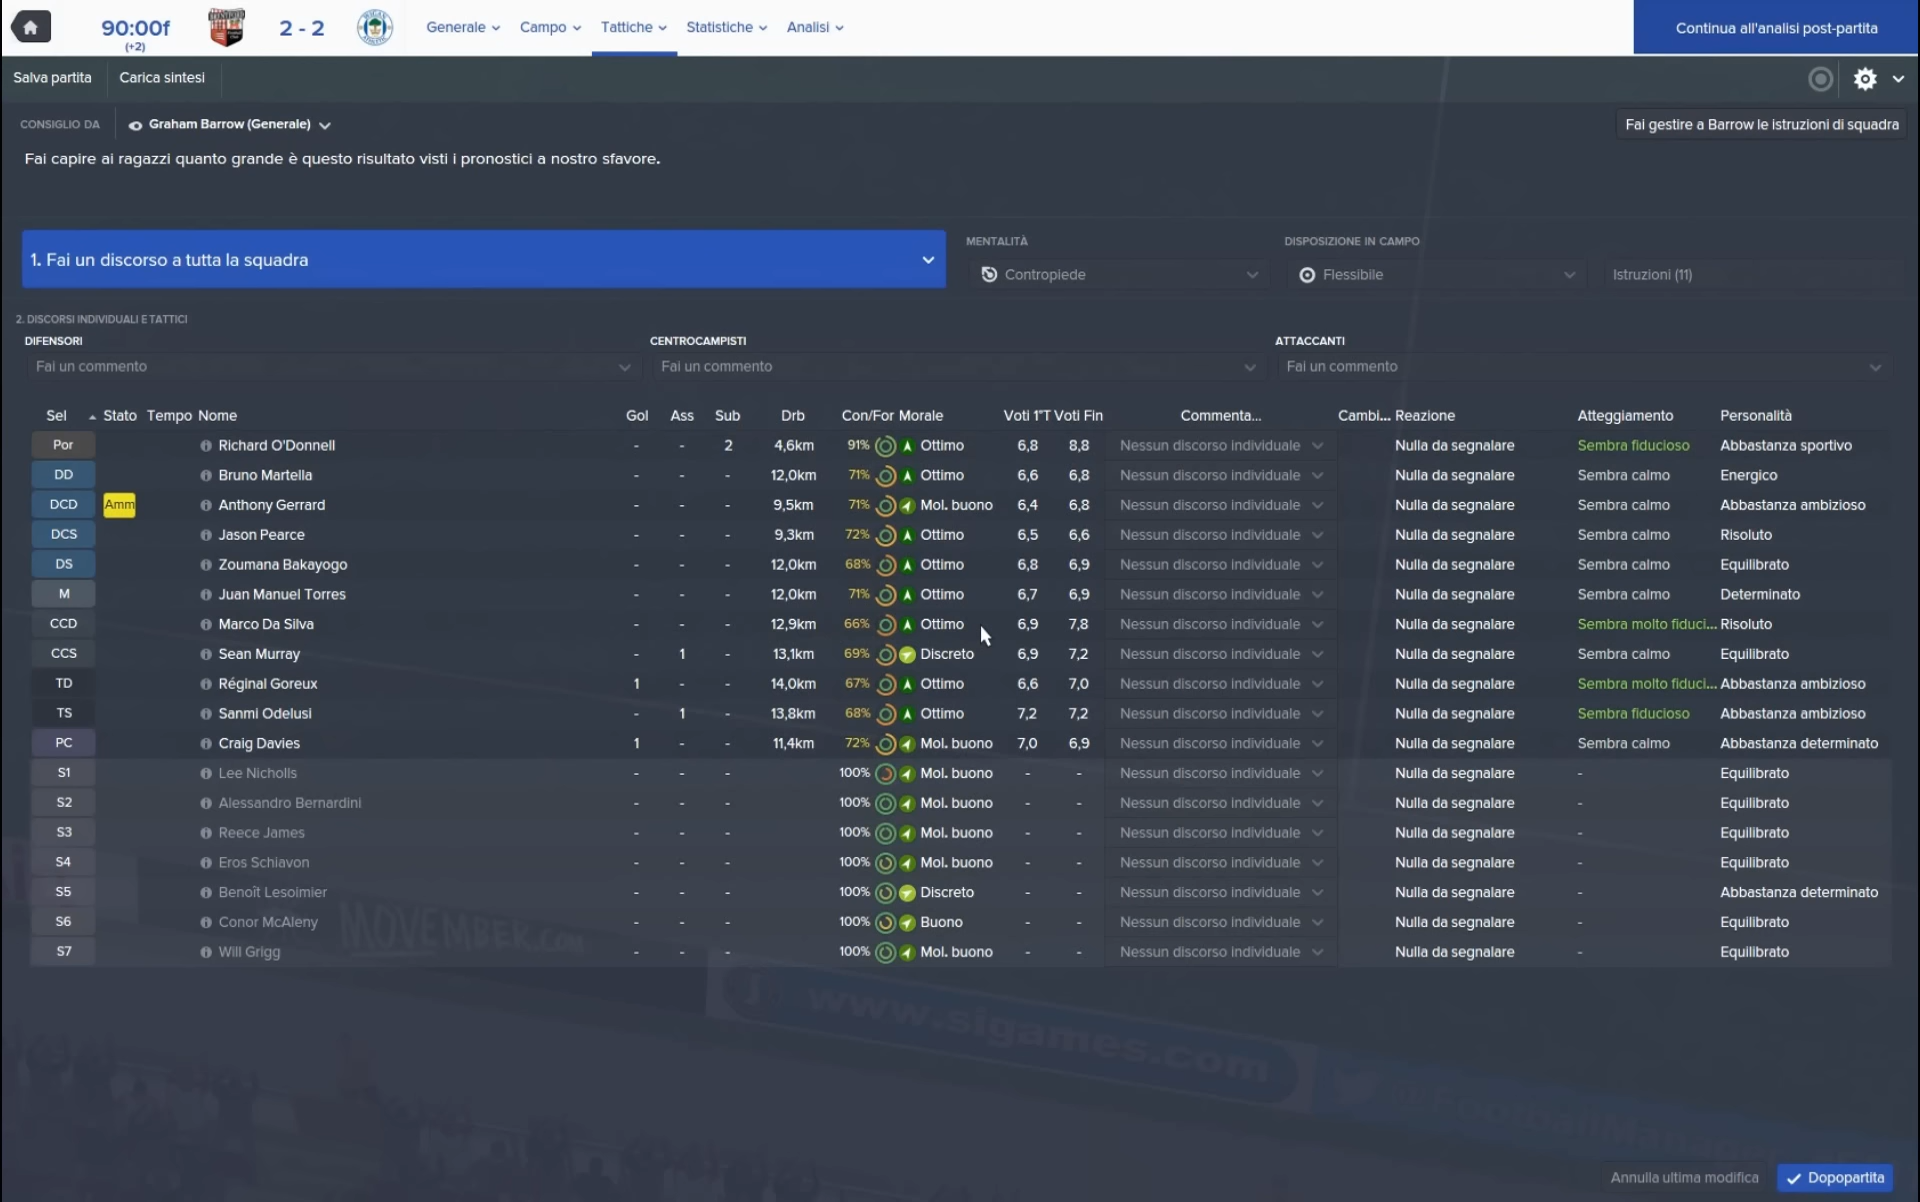 90:00f
(+2)
2 - 2
Generale Campo Tattiche Statistiche Analisi
Continua all'analisi post-partita
Salva partita Carica sintesi
CONSIGLIO DA Graham Barrow (Generale)
Fai gestire a Barrow le istruzioni di squadra
Fai capire ai ragazzi quanto grande è questo risultato visti i pronostici a nostro sfavore.
1. Fai un discorso a tutta la squadra
MENTALITÀ DISPOSIZIONE IN CAMPO
Contropiede Flessibile Istruzioni (11)
2. DISCORSI INDIVIDUALI E TATTICI
DIFENSORI CENTROCAMPISTI ATTACCANTI
Fai un commento Fai un commento Fai un commento
Sel Stato Tempo Nome Gol Ass Sub Drb Con/For Morale Voti 1°T Voti Fin Commenta... Cambi... Reazione Atteggiamento Personalità
Por Richard O'Donnell - - 2 4,6km 91% Ottimo 6,8 8,8 Nessun discorso individuale Nulla da segnalare Sembra fiducioso Abbastanza sportivo
DD Bruno Martella - - - 12,0km 71% Ottimo 6,6 6,8 Nessun discorso individuale Nulla da segnalare Sembra calmo Energico
DCD Amm Anthony Gerrard - - - 9,5km 71% Mol. buono 6,4 6,8 Nessun discorso individuale Nulla da segnalare Sembra calmo Abbastanza ambizioso
DCS Jason Pearce - - - 9,3km 72% Ottimo 6,5 6,6 Nessun discorso individuale Nulla da segnalare Sembra calmo Risoluto
DS Zoumana Bakayogo - - - 12,0km 68% Ottimo 6,8 6,9 Nessun discorso individuale Nulla da segnalare Sembra calmo Equilibrato
M Juan Manuel Torres - - - 12,0km 71% Ottimo 6,7 6,9 Nessun discorso individuale Nulla da segnalare Sembra calmo Determinato
CCD Marco Da Silva - - - 12,9km 66% Ottimo 6,9 7,8 Nessun discorso individuale Nulla da segnalare Sembra molto fiduci... Risoluto
CCS Sean Murray - 1 - 13,1km 69% Discreto 6,9 7,2 Nessun discorso individuale Nulla da segnalare Sembra calmo Equilibrato
TD Réginal Goreux 1 - - 14,0km 67% Ottimo 6,6 7,0 Nessun discorso individuale Nulla da segnalare Sembra molto fiduci... Abbastanza ambizioso
TS Sanmi Odelusi - 1 - 13,8km 68% Ottimo 7,2 7,2 Nessun discorso individuale Nulla da segnalare Sembra fiducioso Abbastanza ambizioso
PC Craig Davies 1 - - 11,4km 72% Mol. buono 7,0 6,9 Nessun discorso individuale Nulla da segnalare Sembra calmo Abbastanza determinato
S1 Lee Nicholls - - - 100% Mol. buono - - Nessun discorso individuale Nulla da segnalare - Equilibrato
S2 Alessandro Bernardini - - - 100% Mol. buono - - Nessun discorso individuale Nulla da segnalare - Equilibrato
S3 Reece James - - - 100% Mol. buono - - Nessun discorso individuale Nulla da segnalare - Equilibrato
S4 Eros Schiavon - - - 100% Mol. buono - - Nessun discorso individuale Nulla da segnalare - Equilibrato
S5 Benoît Lesoimier - - - 100% Discreto - - Nessun discorso individuale Nulla da segnalare - Abbastanza determinato
S6 Conor McAleny - - - 100% Buono - - Nessun discorso individuale Nulla da segnalare - Equilibrato
S7 Will Grigg - - - 100% Mol. buono - - Nessun discorso individuale Nulla da segnalare - Equilibrato
MOVEMBER.COM
www.sigames.com
Annulla ultima modifica Dopopartita